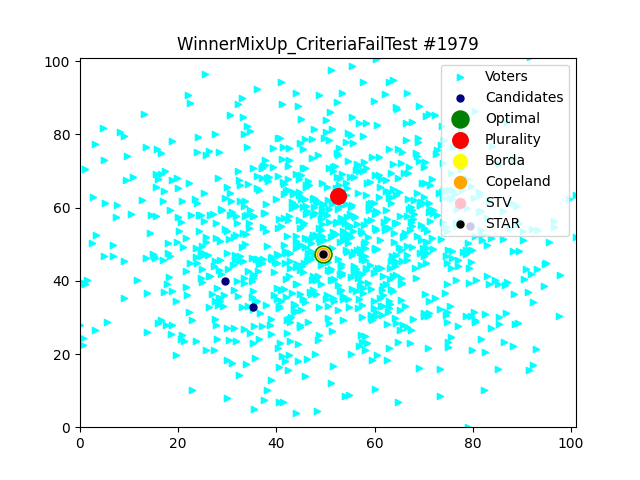 WinnerMixUp_CriteriaFailTest #1979
100
80
60
40
20
0
0
20
40
60
80
100
Voters
Candidates
Optimal
Plurality
Borda
Copeland
STV
STAR